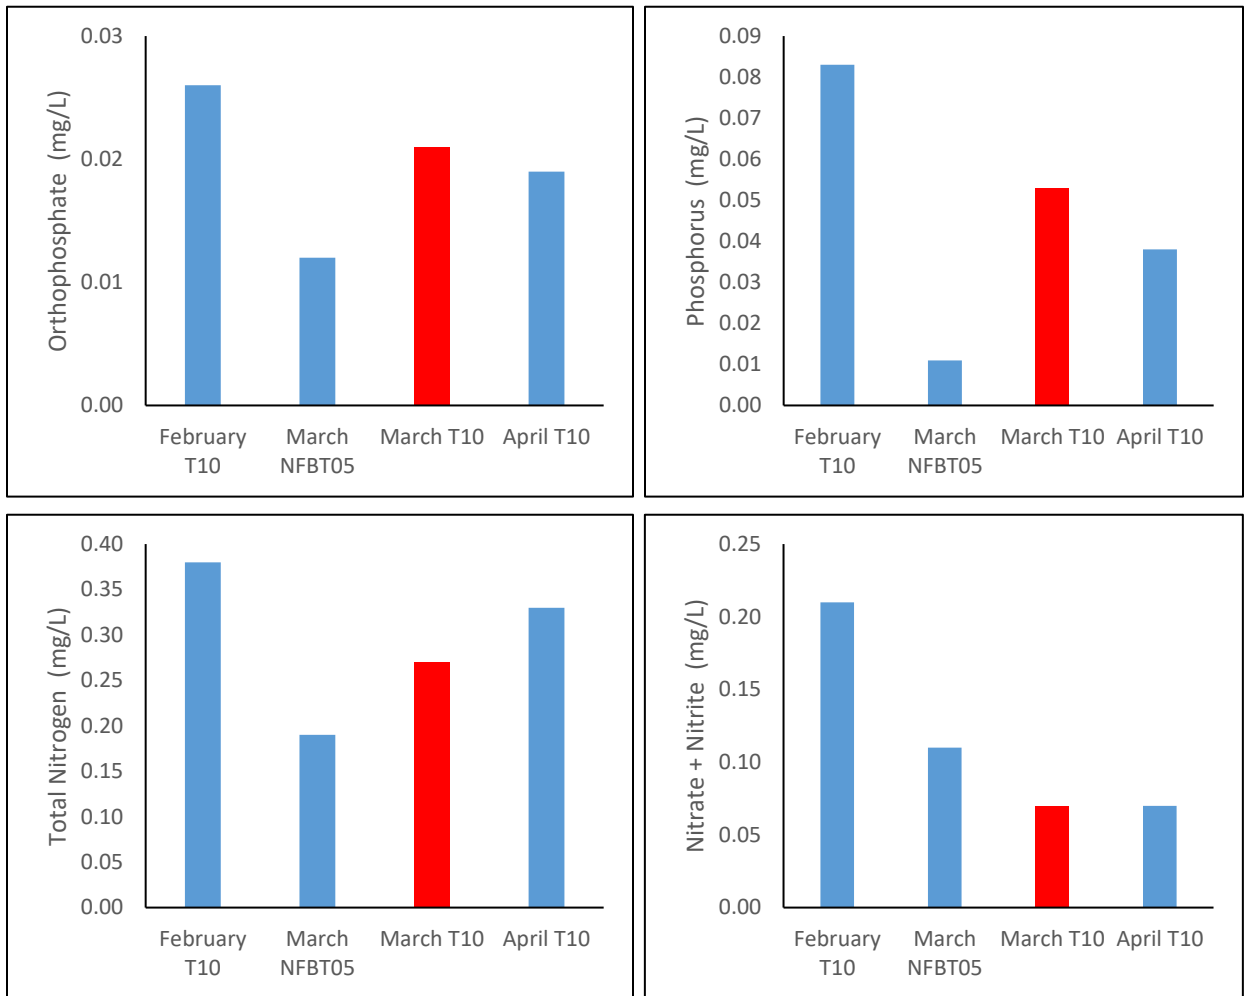 Orthophosphate (mg/L)
0.03
0.02
0.01
0.00
February
T10
March
NFBT05
March T10
April T10
Phosphorus (mg/L)
0.09
0.08
0.07
0.06
0.05
0.04
0.03
0.02
0.01
0.00
February
T10
March
NFBT05
March T10
April T10
Total Nitrogen (mg/L)
0.40
0.35
0.30
0.25
0.20
0.15
0.10
0.05
0.00
February
T10
March
NFBT05
March T10
April T10
Nitrate + Nitrite (mg/L)
0.25
0.20
0.15
0.10
0.05
0.00
February
T10
March
NFBT05
March T10
April T10